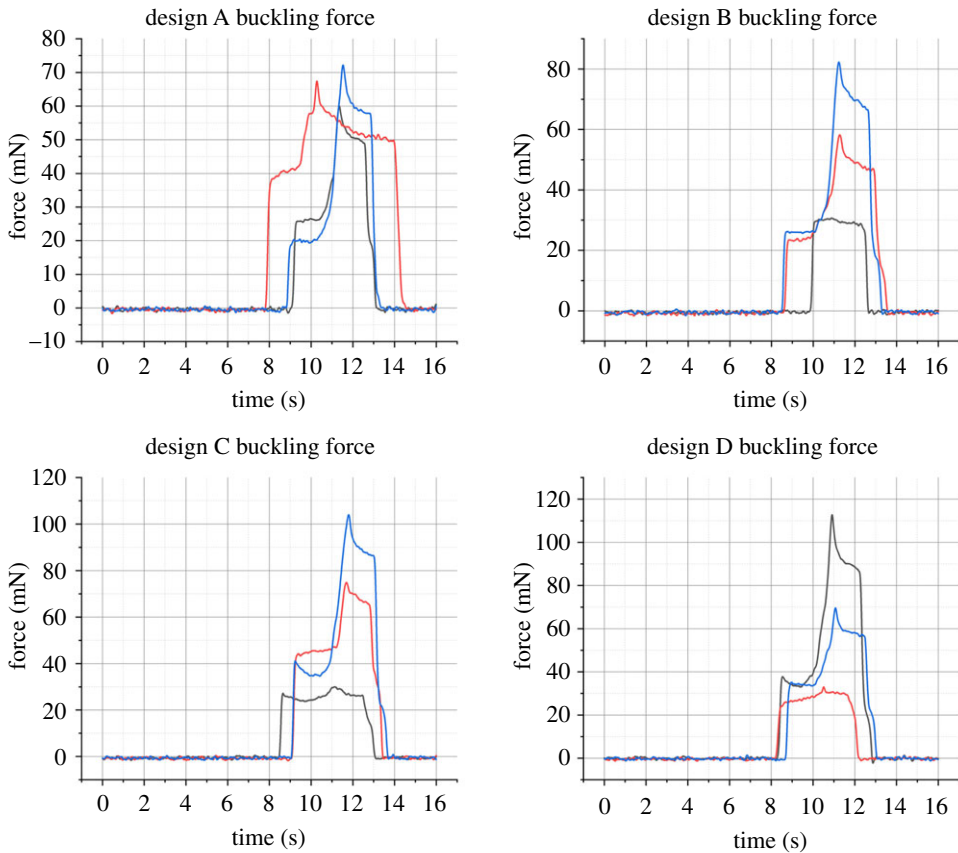 design A buckling force
80
70
60
50
40
30
20
10
0
–10
force (mN)
0 2 4 6 8 10 12 14 16
time (s)
design B buckling force
80
60
40
20
0
force (mN)
0 2 4 6 8 10 12 14 16
time (s)
design C buckling force
120
100
80
60
40
20
0
force (mN)
0 2 4 6 8 10 12 14 16
time (s)
design D buckling force
120
100
80
60
40
20
0
force (mN)
0 2 4 6 8 10 12 14 16
time (s)